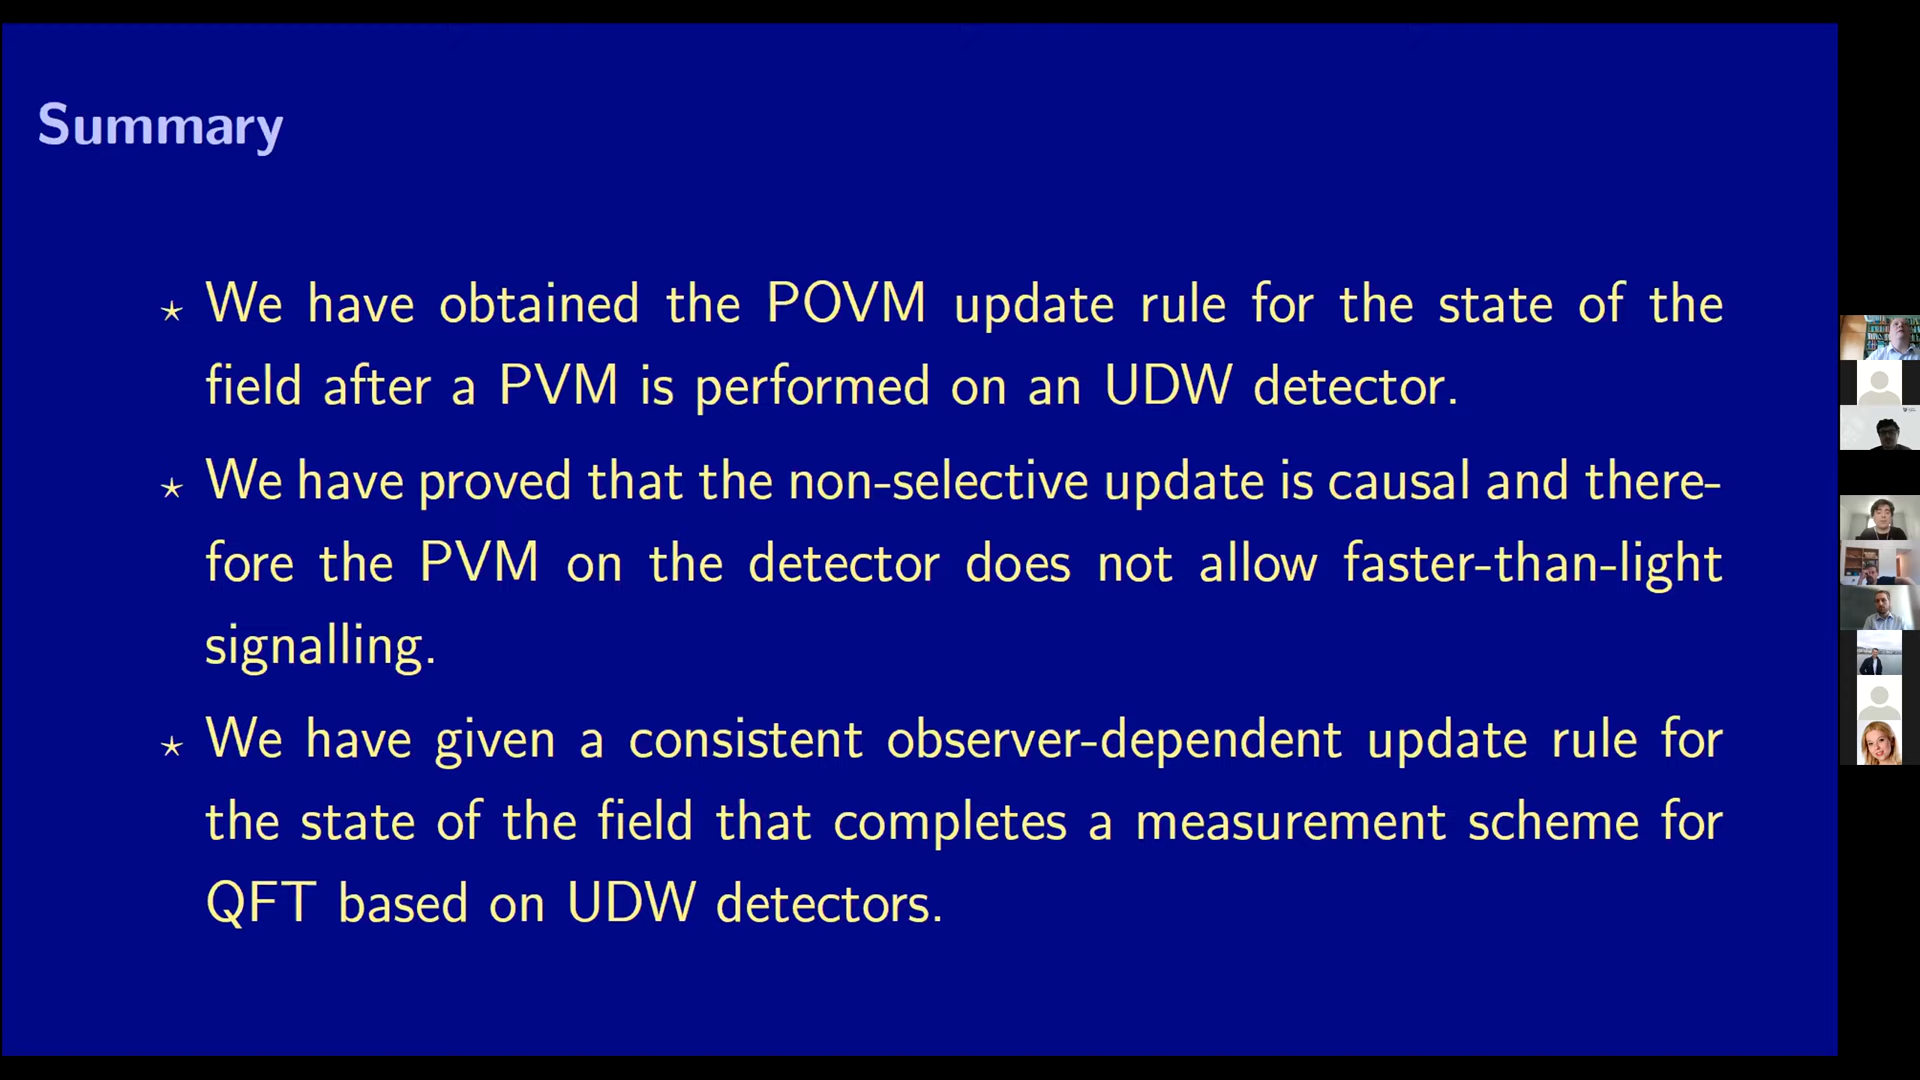 Summary
⋆ We have obtained the POVM update rule for the state of the
field after a PVM is performed on an UDW detector.
⋆ We have proved that the non-selective update is causal and there-
fore the PVM on the detector does not allow faster-than-light
signalling.
⋆ We have given a consistent observer-dependent update rule for
the state of the field that completes a measurement scheme for
QFT based on UDW detectors.